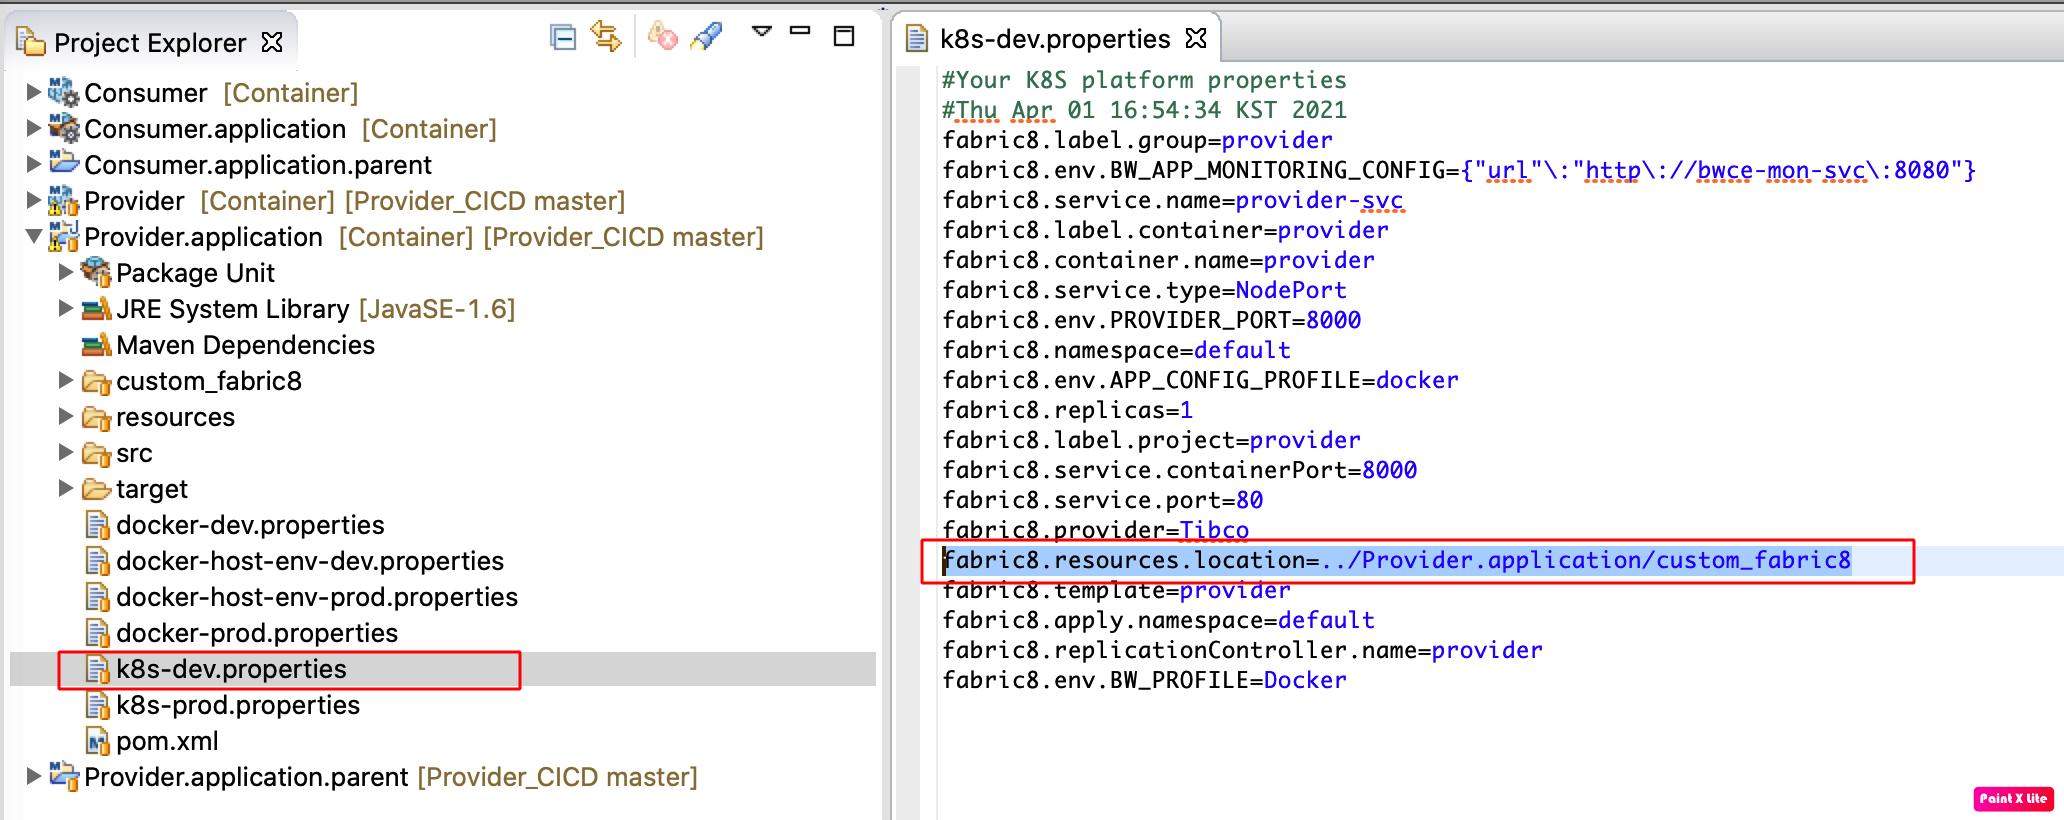 Project Explorer
Consumer [Container]
Consumer.application [Container]
Consumer.application.parent
Provider [Container] [Provider_CICD master]
Provider.application [Container] [Provider_CICD master]
Package Unit
JRE System Library [JavaSE-1.6]
Maven Dependencies
custom_fabric8
resources
src
target
docker-dev.properties
docker-host-env-dev.properties
docker-host-env-prod.properties
docker-prod.properties
k8s-dev.properties
k8s-prod.properties
pom.xml
Provider.application.parent [Provider_CICD master]
k8s-dev.properties
#Your K8S platform properties
#Thu Apr 01 16:54:34 KST 2021
fabric8.label.group=provider
fabric8.env.BW_APP_MONITORING_CONFIG={"url"\:"http\://bwce-mon-svc\:8080"}
fabric8.service.name=provider-svc
fabric8.label.container=provider
fabric8.container.name=provider
fabric8.service.type=NodePort
fabric8.env.PROVIDER_PORT=8000
fabric8.namespace=default
fabric8.env.APP_CONFIG_PROFILE=docker
fabric8.replicas=1
fabric8.label.project=provider
fabric8.service.containerPort=8000
fabric8.service.port=80
fabric8.provider=Tibco
fabric8.resources.location=../Provider.application/custom_fabric8
fabric8.template=provider
fabric8.apply.namespace=default
fabric8.replicationController.name=provider
fabric8.env.BW_PROFILE=Docker
Paint X Lite